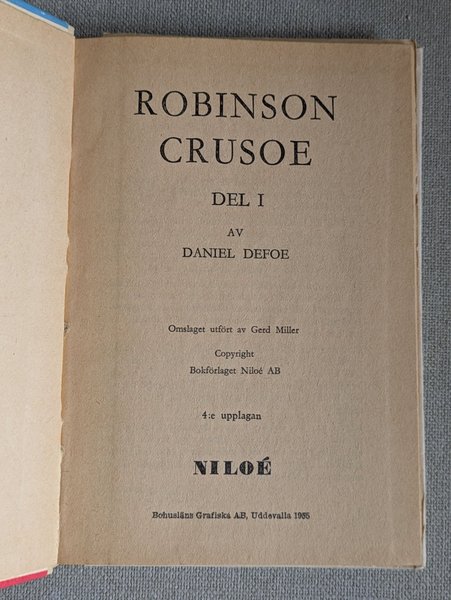 ROBINSON
CRUSOE
DEL I
AV
DANIEL DEFOE
Omslaget utfört av Gerd Miller
Copyright
Bokförlaget Niloé AB
4:e upplagan
NILOÉ
Bohusläns Grafiska AB, Uddevalla 1955